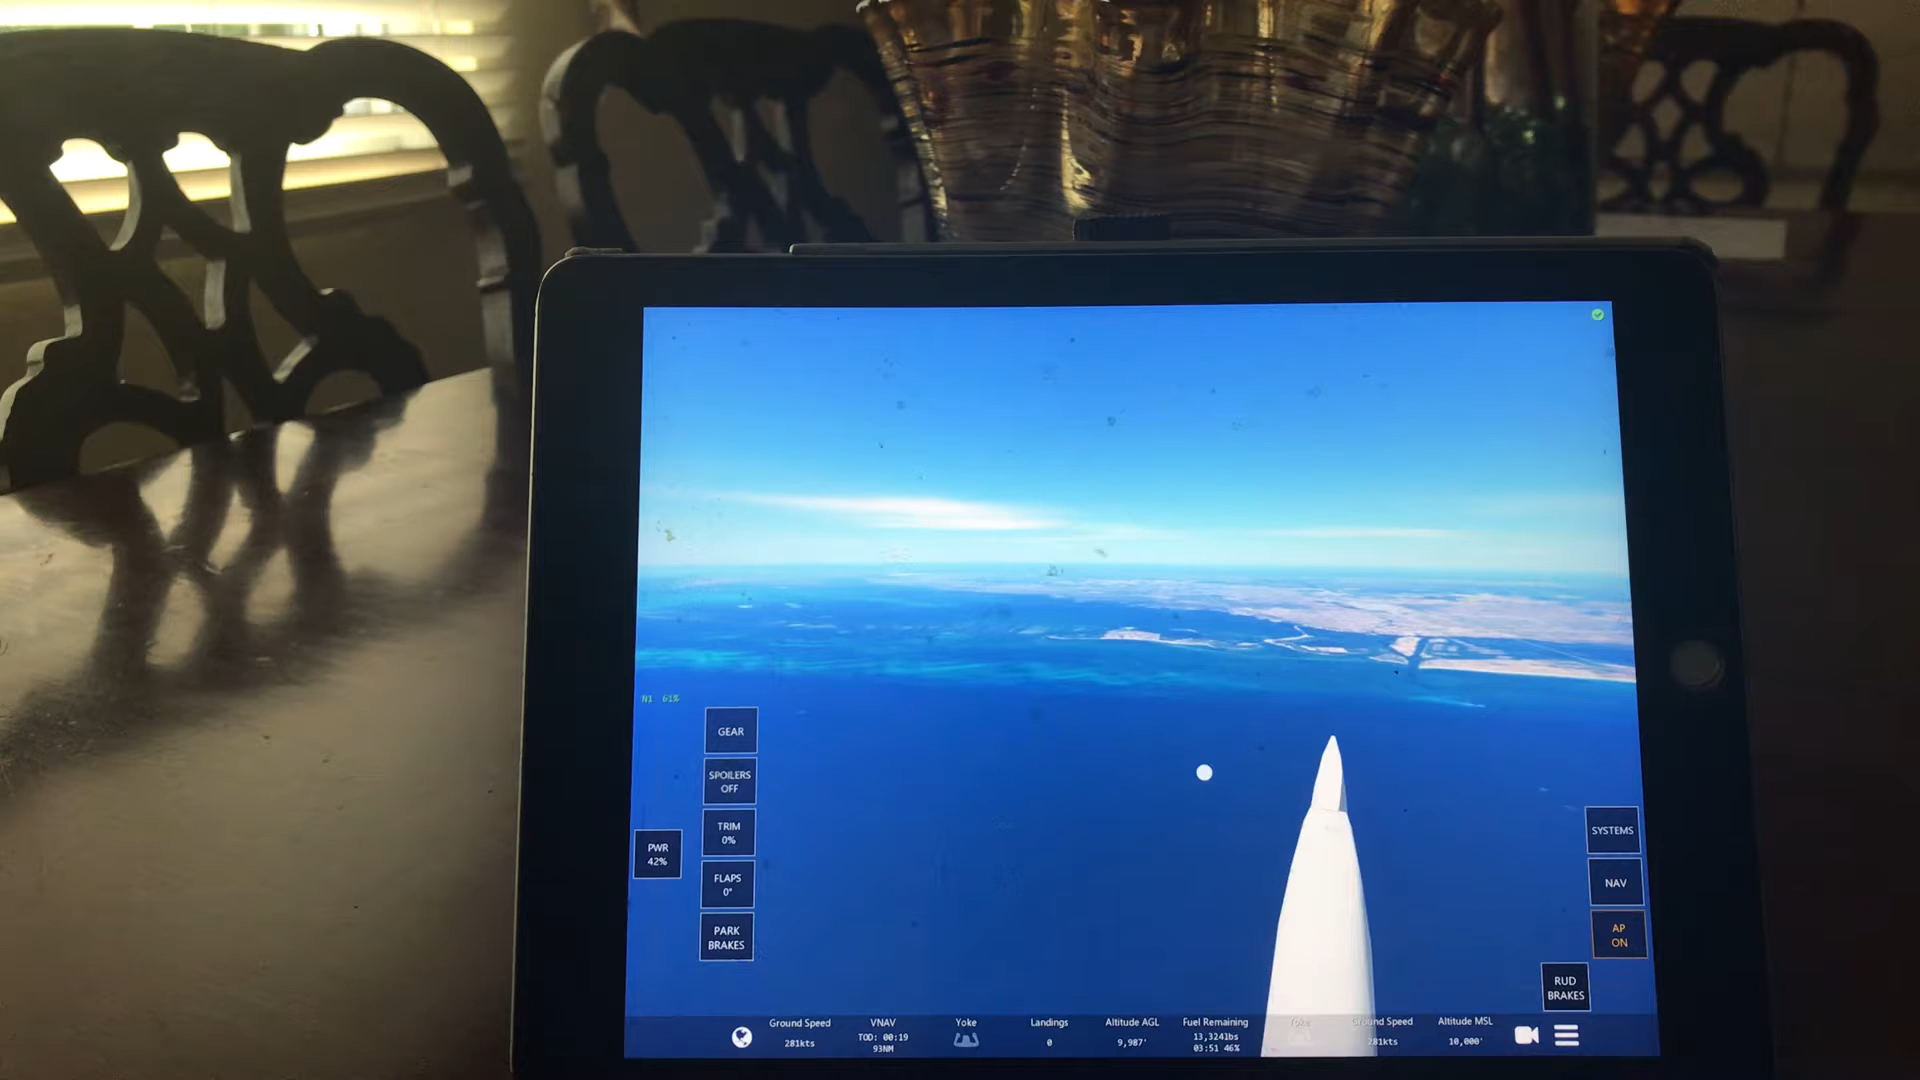 N1 61%
GEAR
SPOILERS
OFF
TRIM
0%
PWR
42%
FLAPS
0°
PARK
BRAKES
SYSTEMS
NAV
AP
ON
RUD
BRAKES
Ground Speed
281kts
VNAV
TOD: 00:19
93NM
Yoke
Landings
0
Altitude AGL
9,987'
Fuel Remaining
13,324lbs
03:51 46%
Yoke
Ground Speed
281kts
Altitude MSL
10,000'